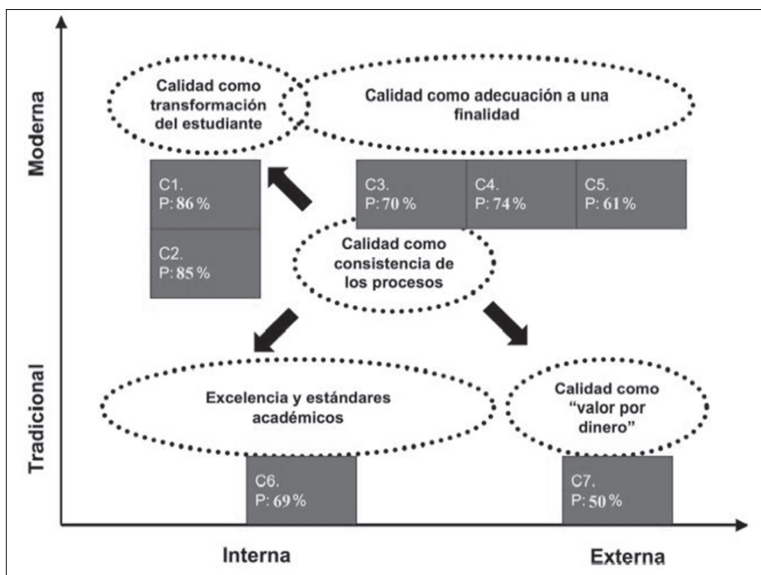 Moderna
Calidad como
transformación
del estudiante
Calidad como adecuación a una
finalidad
C1.
P: 86 %
C2.
P: 85 %
C3.
P: 70 %
C4.
P: 74 %
C5.
P: 61 %
Calidad como
consistencia de
los procesos
Tradicional
Excelencia y estándares
académicos
Calidad como
“valor por
dinero”
C6.
P: 69 %
C7.
P: 50 %
Interna
Externa